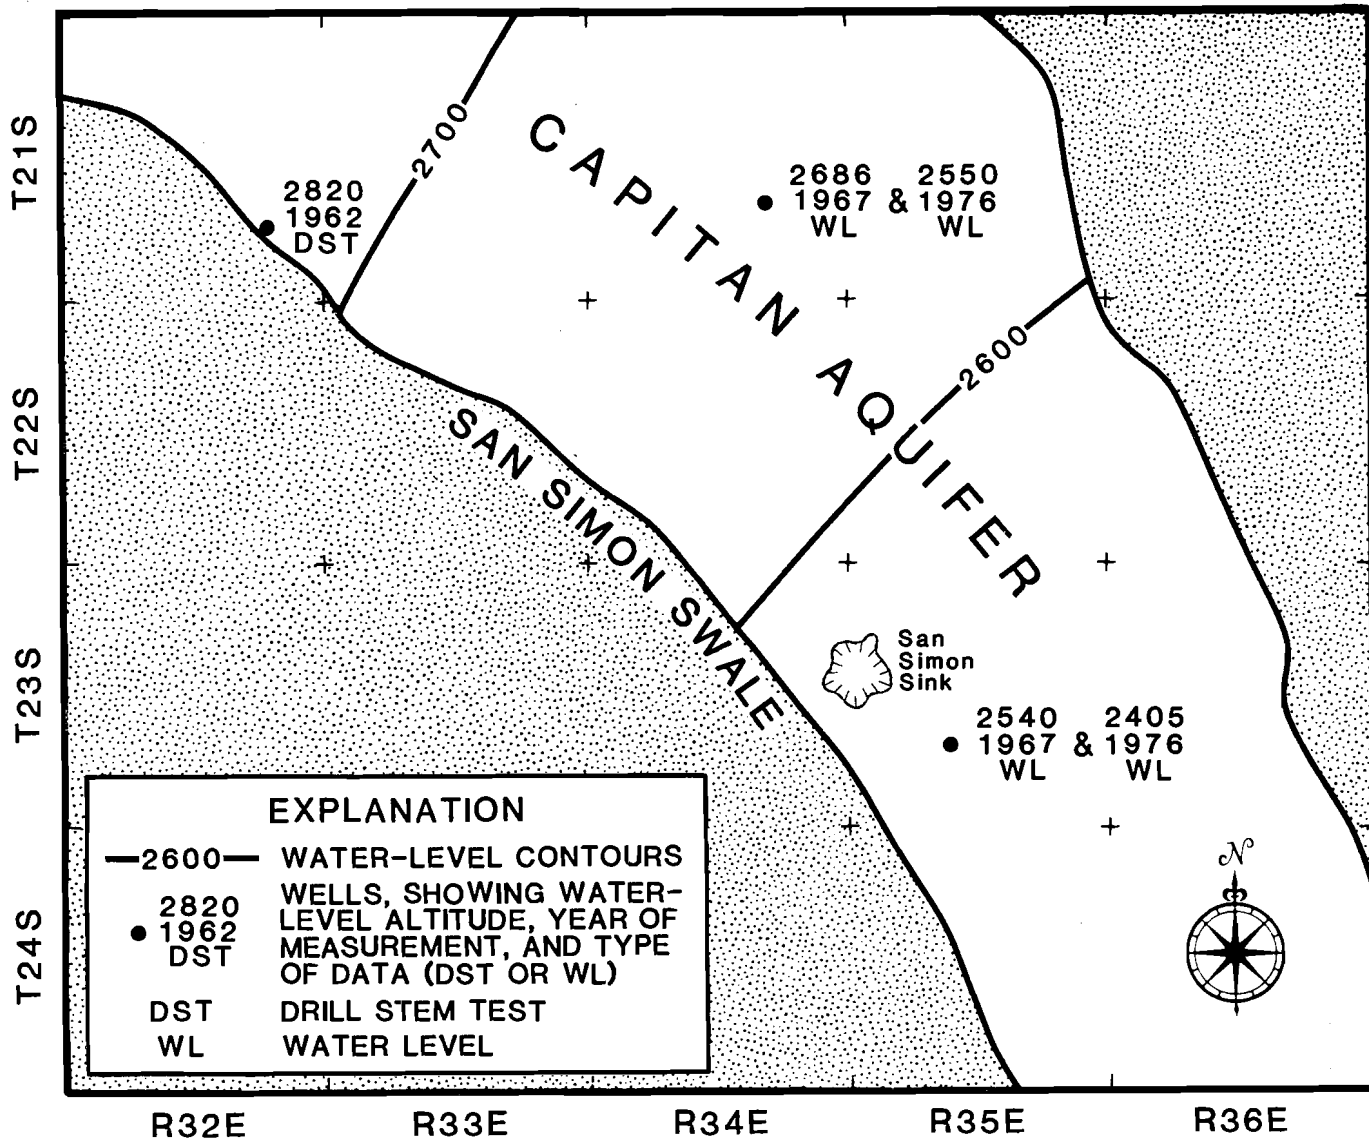 T21S
T22S
T23S
T24S
2700
2820
1962
DST
CAPITAN AQUIFER
2686 2550
1967 & 1976
WL WL
2600
SAN SIMON SWALE
San
Simon
Sink
2540 2405
1967 & 1976
WL WL
EXPLANATION
2600 WATER-LEVEL CONTOURS
2820
1962
DST
WELLS, SHOWING WATER-
LEVEL ALTITUDE, YEAR OF
MEASUREMENT, AND TYPE
OF DATA (DST OR WL)
DST DRILL STEM TEST
WL WATER LEVEL
N
R32E R33E R34E R35E R36E